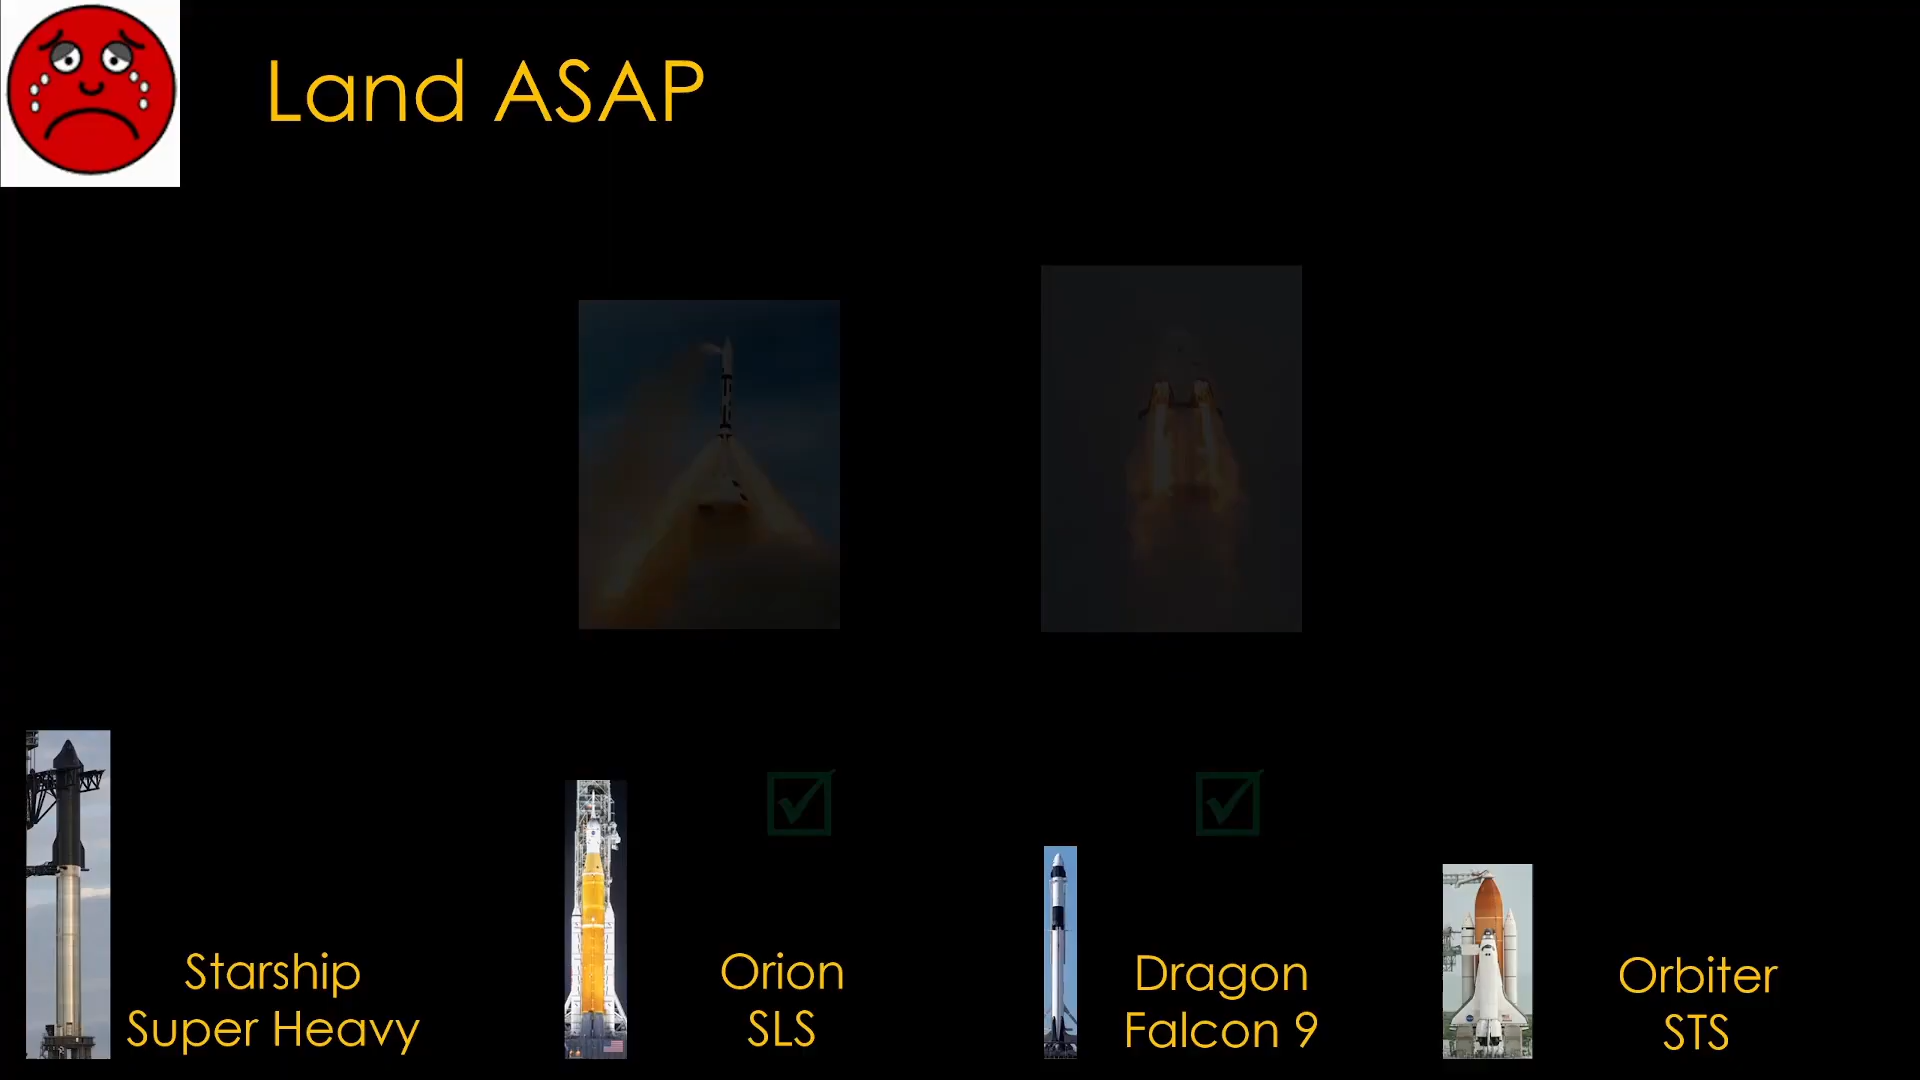 Land ASAP
Starship
Super Heavy
Orion
SLS
Dragon
Falcon 9
Orbiter
STS